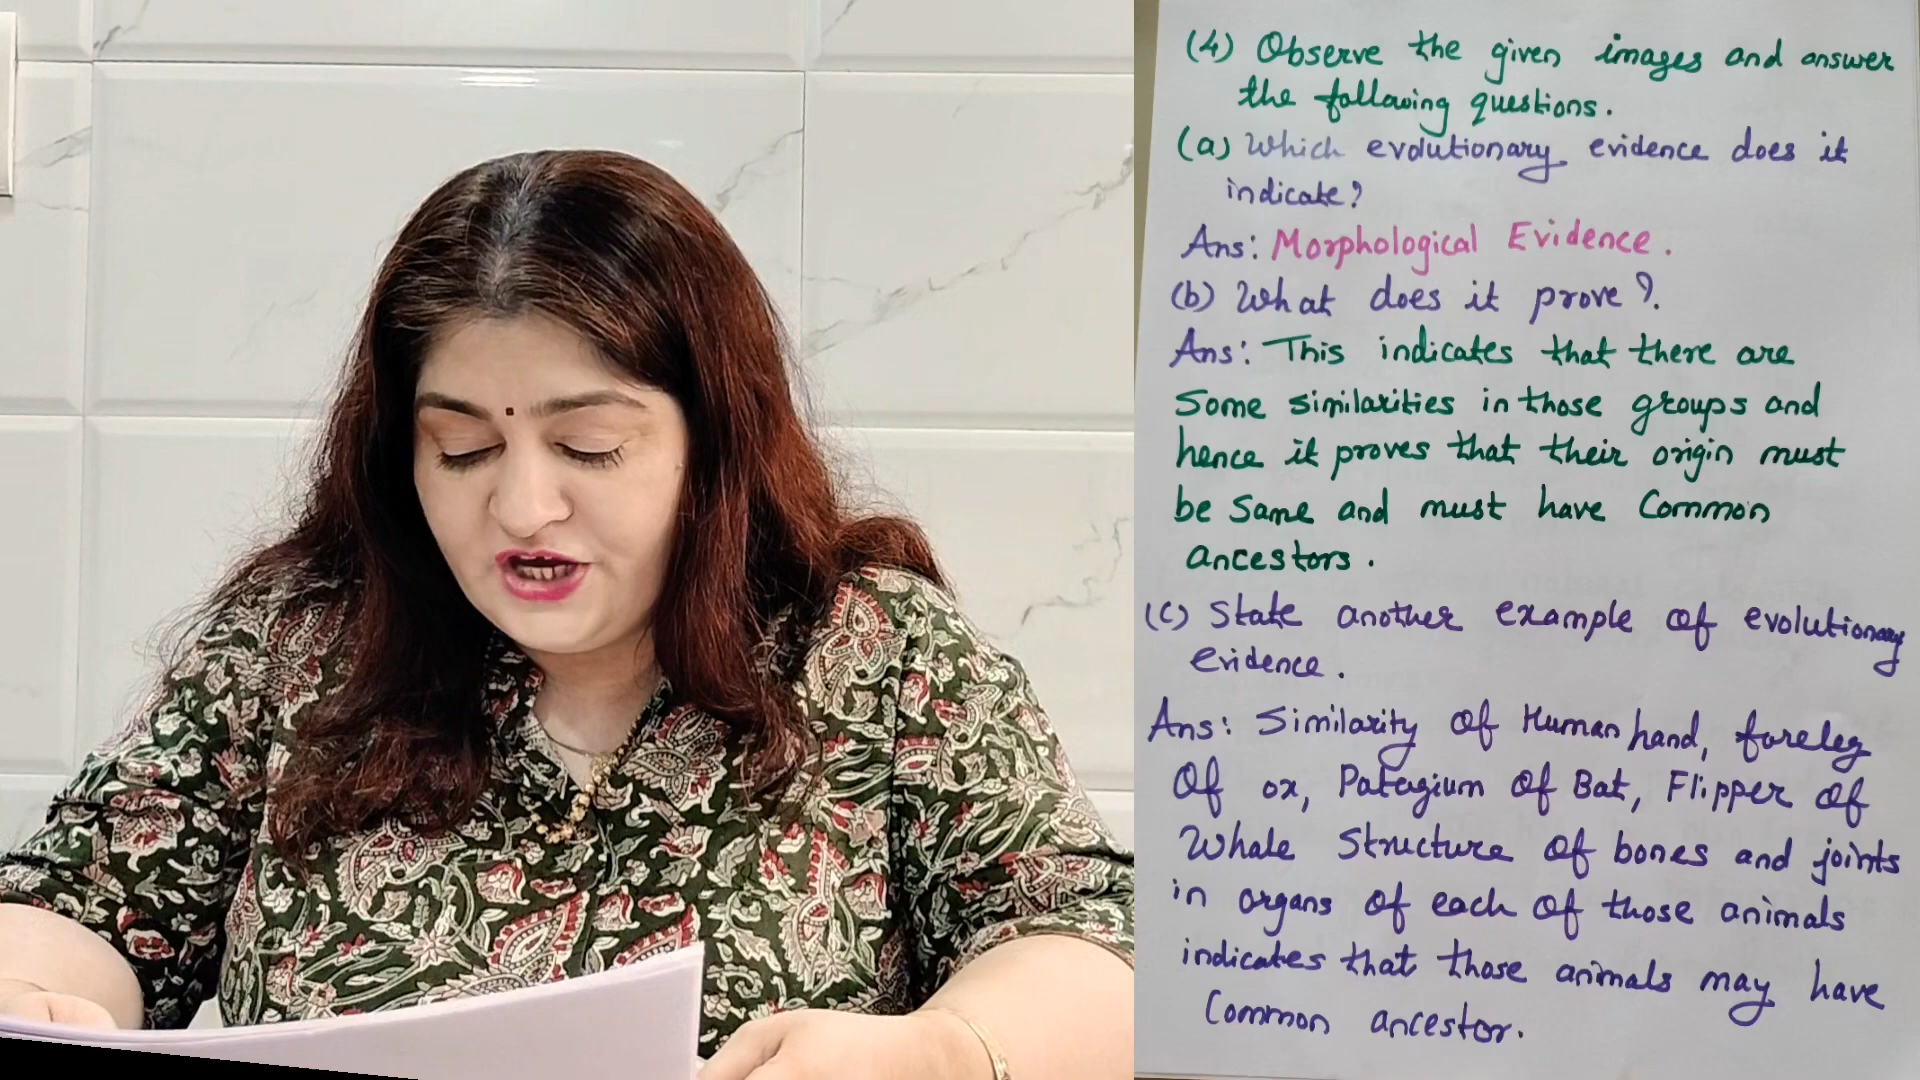 (4) Observe the given images and answer
the following questions.
(a) Which evolutionary evidence does it
indicate?
Ans: Morphological Evidence.
(b) What does it prove?.
Ans: This indicates that there are
Some similarities in those groups and
hence it proves that their origin must
be Same and must have Common
ancestors.
(c) State another example of evolutionary
evidence.
Ans: Similarity of Human hand, foreleg
Of ox, Patagium of Bat, Flipper of
Whale Structure of bones and joints
in organs of each of those animals
indicates that those animals may have
Common ancestor.